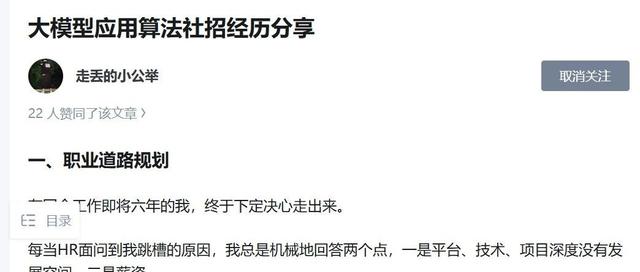 大模型应用算法社招经历分享
走丢的小公举
取消关注
22 人赞同了该文章
一、职业道路规划
工作即将六年的我，终于下定决心走出来。
目录
每当HR面问到我跳槽的原因，我总是机械地回答两个点，一是平台、技术、项目深度没有发
展空间，二是薪资